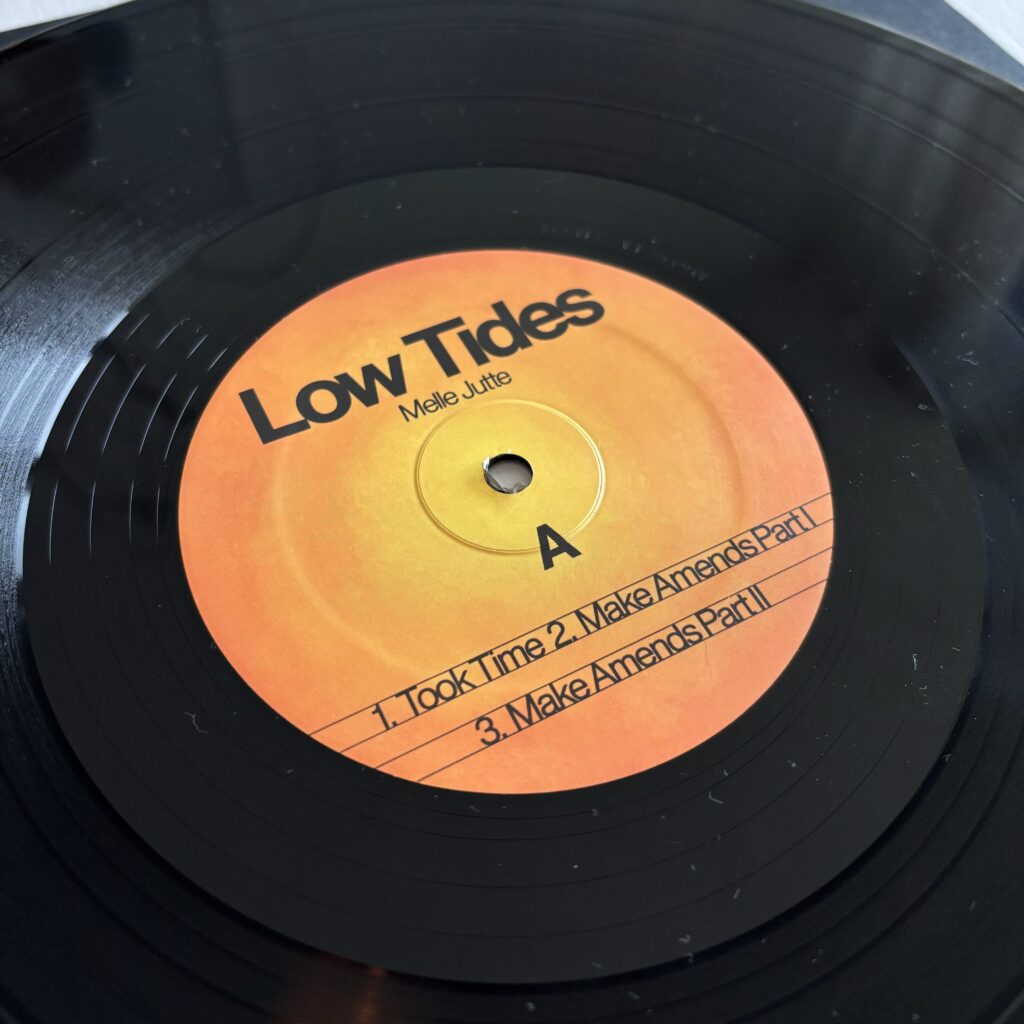 Low Tides
Melle Jutte
A
1. Took Time 2. Make Amends Part I
3. Make Amends Part II